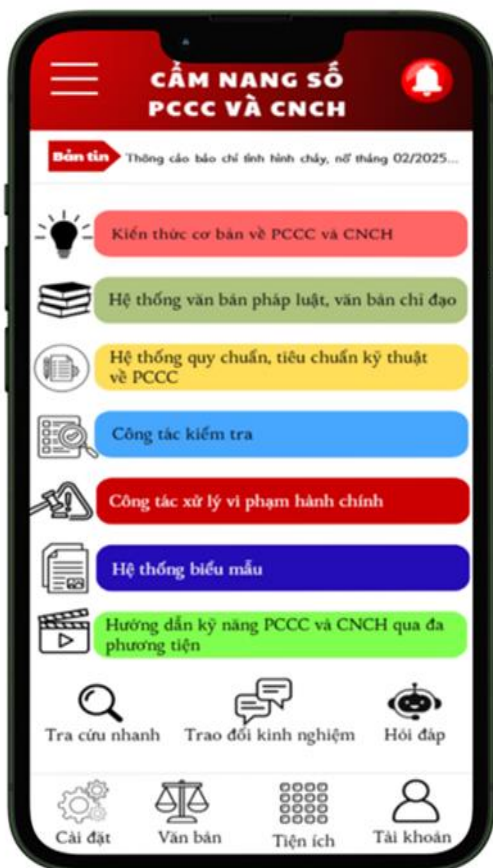 CẨM NANG SỐ
PCCC VÀ CNCH
Bản tin Thông cáo báo chí tình hình cháy, nổ tháng 02/2025...
Kiến thức cơ bản về PCCC và CNCH
Hệ thống văn bản pháp luật, văn bản chỉ đạo
Hệ thống quy chuẩn, tiêu chuẩn kỹ thuật
về PCCC
Công tác kiểm tra
Công tác xử lý vi phạm hành chính
Hệ thống biểu mẫu
Hướng dẫn kỹ năng PCCC và CNCH qua đa
phương tiện
Tra cứu nhanh Trao đổi kinh nghiệm Hỏi đáp
Cài đặt Văn bản Tiện ích Tài khoản